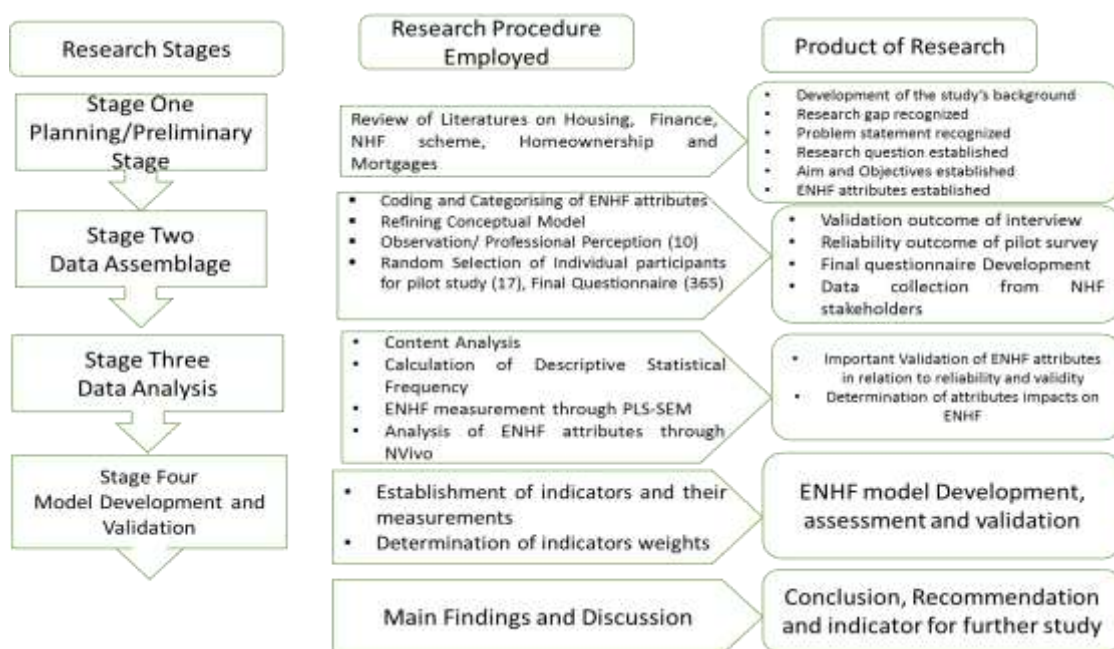 Research Stages
Research Procedure
Employed
Product of Research
Stage One
Planning/Preliminary
Stage
Review of Literatures on Housing, Finance,
NHF scheme, Homeownership and
Mortgages
• Development of the study's background
• Research gap recognized
• Problem statement recognized
• Research question established
• Aim and Objectives established
• ENHF attributes established
Stage Two
Data Assemblage
▪ Coding and Categorising of ENHF attributes
▪ Refining Conceptual Model
▪ Observation/ Professional Perception (10)
▪ Random Selection of Individual participants
for pilot study (17), Final Questionnaire (365)
• Validation outcome of interview
• Reliability outcome of pilot survey
• Final questionnaire Development
• Data collection from NHF
stakeholders
Stage Three
Data Analysis
• Content Analysis
• Calculation of Descriptive Statistical
Frequency
• ENHF measurement through PLS-SEM
• Analysis of ENHF attributes through
NVivo
• Important Validation of ENHF attributes
in relation to reliability and validity
• Determination of attributes impacts on
ENHF
Stage Four
Model Development and
Validation
• Establishment of indicators and their
measurements
• Determination of indicators weights
ENHF model Development,
assessment and validation
Main Findings and Discussion
Conclusion, Recommendation
and indicator for further study